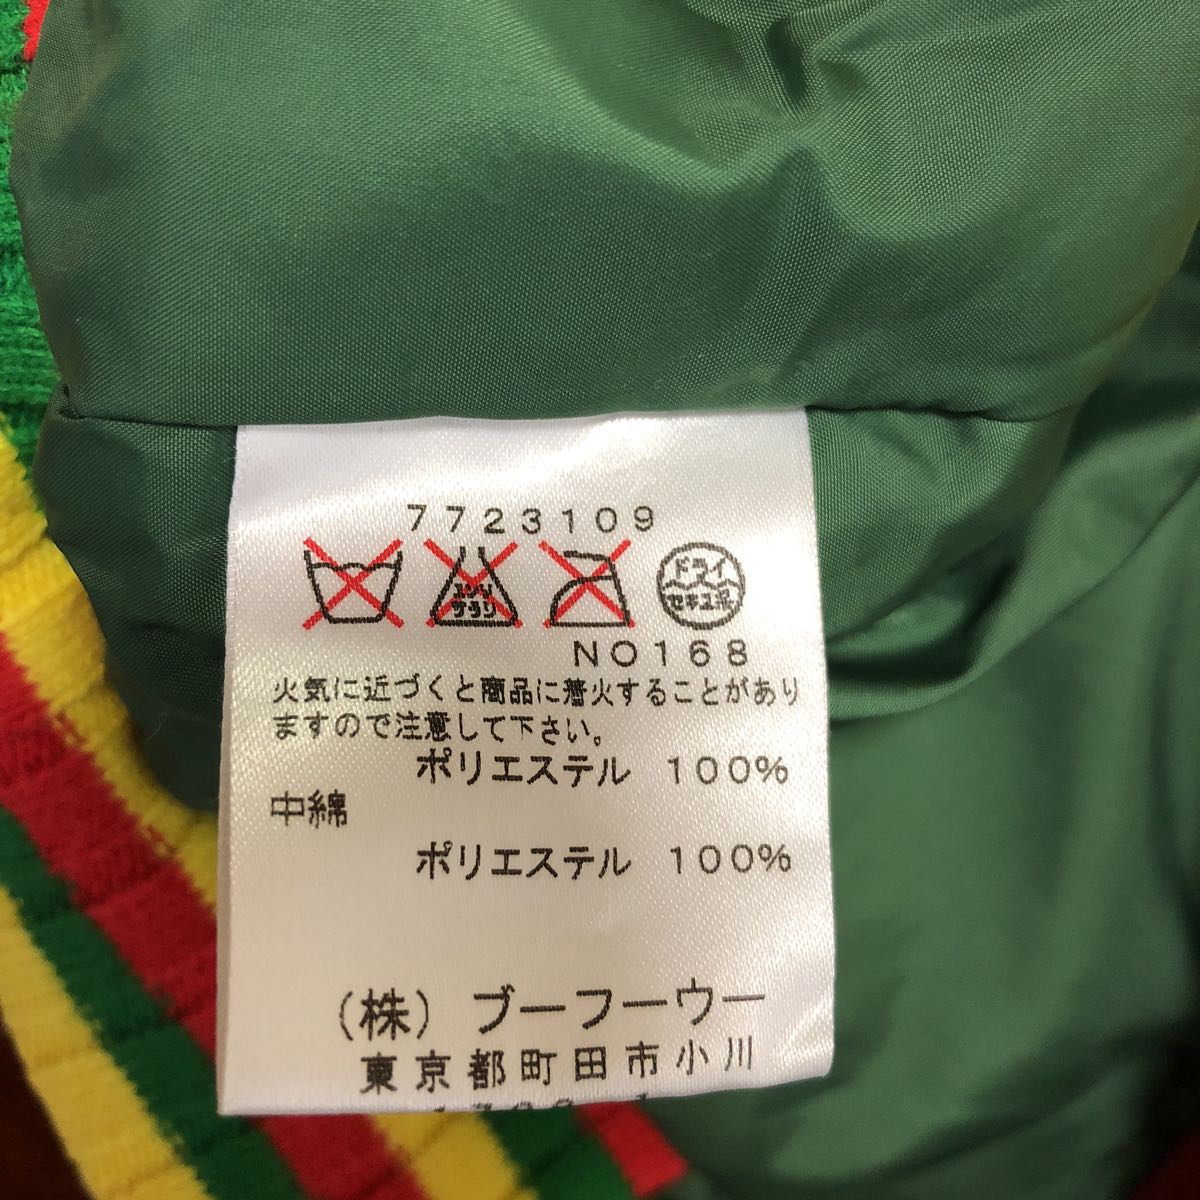 7723109
エンソ ドライ
サラシ セキユ系
NO168
火気に近づくと商品に着火することがあり
ますので注意して下さい。
ポリエステル 100%
中綿
ポリエステル 100%
（株）ブーフーウー
東京都町田市小川